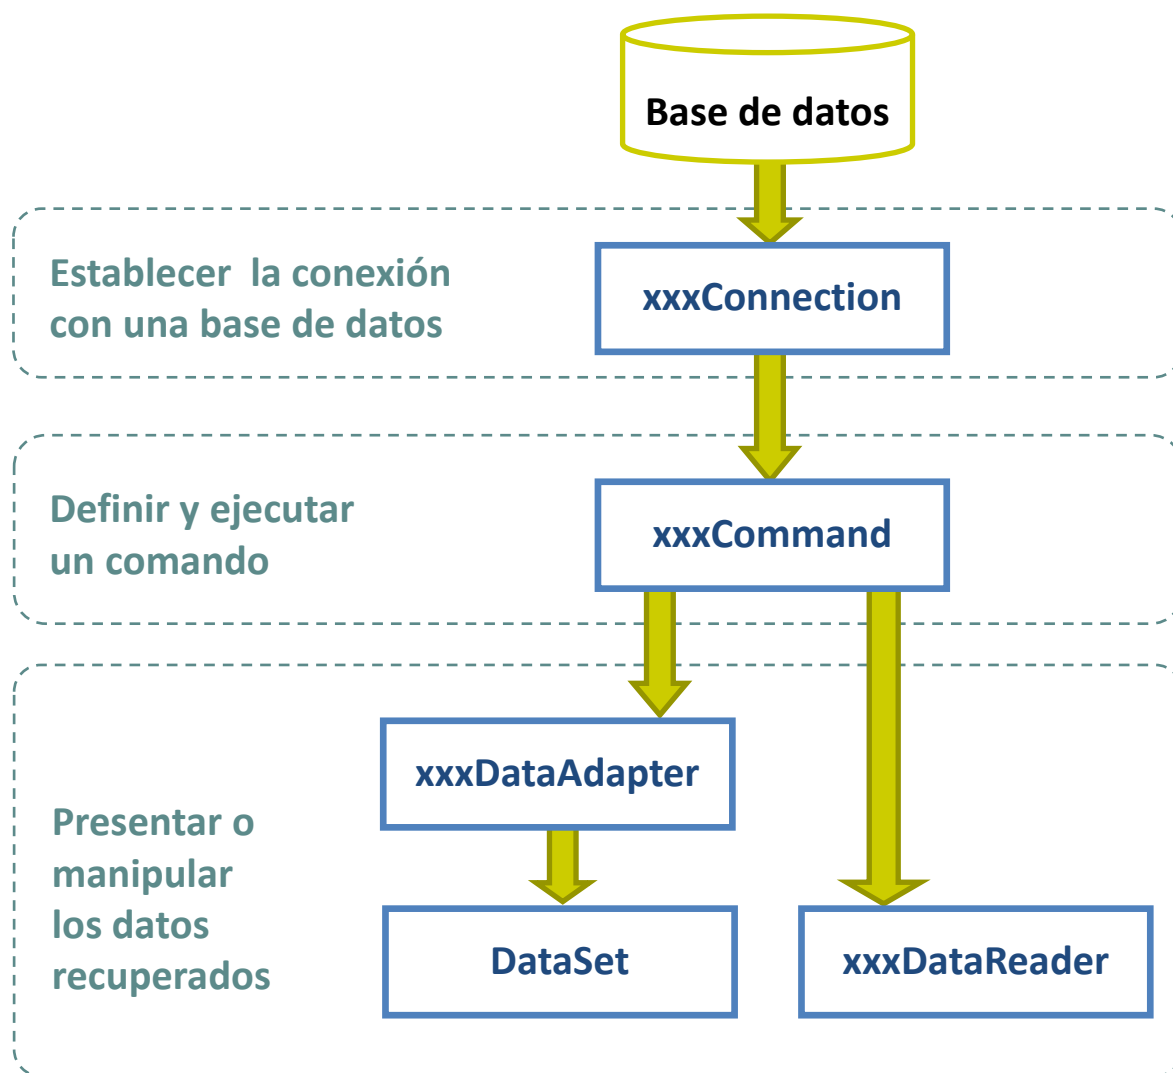 Base de datos
Establecer la conexión
con una base de datos
xxxConnection
Definir y ejecutar
un comando
xxxCommand
xxxDataAdapter
Presentar o
manipular
los datos
recuperados
DataSet
xxxDataReader